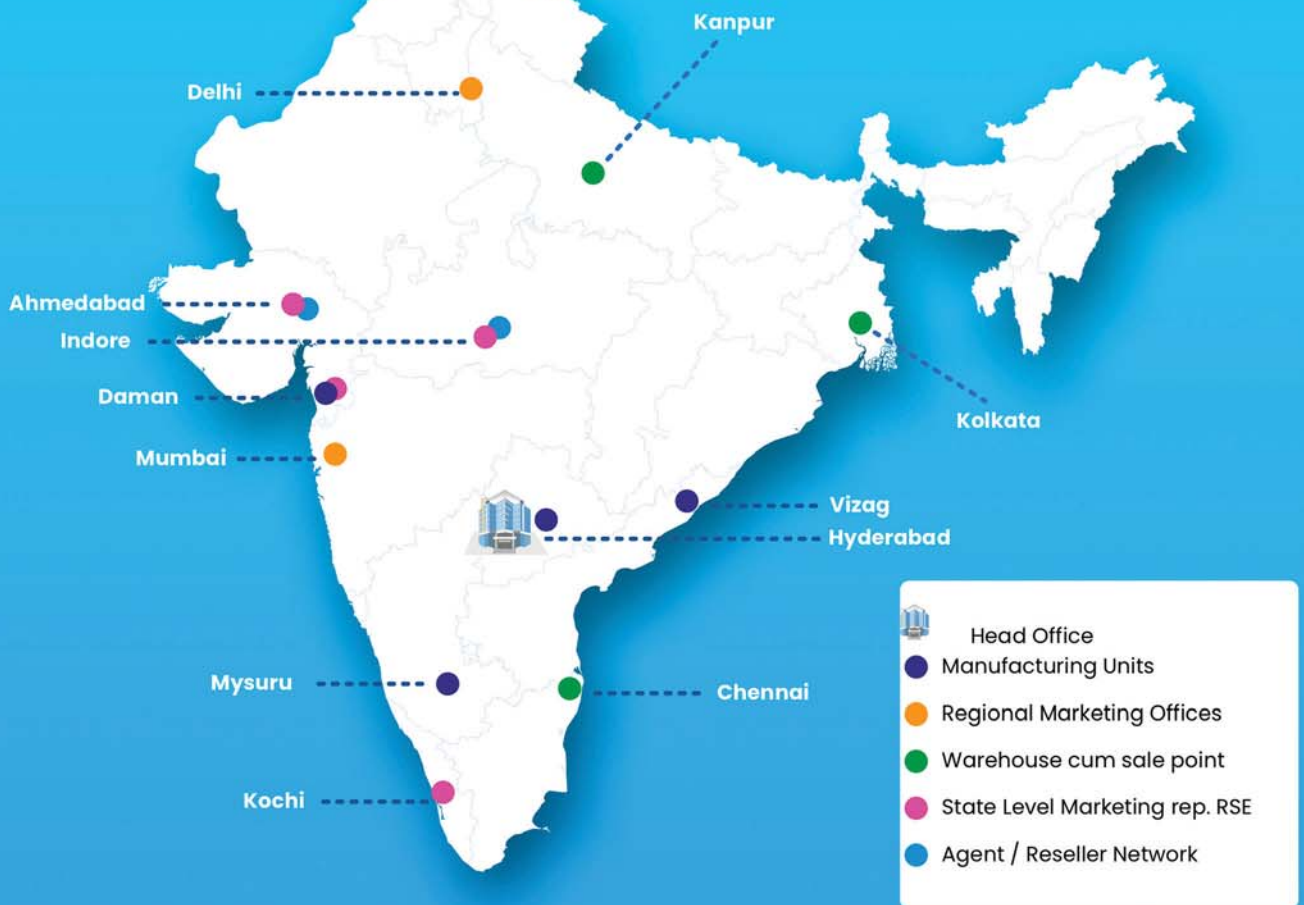 Kanpur
Delhi
Ahmedabad
Indore
Daman
Mumbai
Kolkata
Vizag
Hyderabad
Mysuru
Chennai
Kochi
Head Office
Manufacturing Units
Regional Marketing Offices
Warehouse cum sale point
State Level Marketing rep. RSE
Agent / Reseller Network